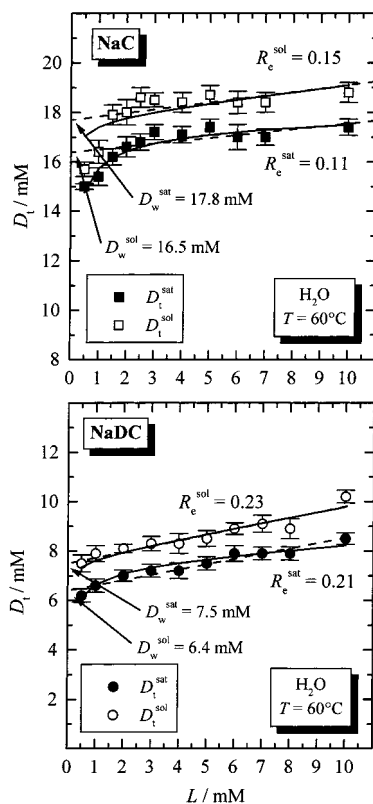 NaC
R_e^sol = 0.15
R_e^sat = 0.11
D_w^sat = 17.8 mM
D_w^sol = 16.5 mM
D_t^sat
D_t^sol
H₂O
T = 60°C
D_t / mM
20
18
16
14
12
10
8
0 1 2 3 4 5 6 7 8 9 10
NaDC
R_e^sol = 0.23
R_e^sat = 0.21
D_w^sat = 7.5 mM
D_w^sol = 6.4 mM
D_t^sat
D_t^sol
H₂O
T = 60°C
D_t / mM
12
10
8
6
4
2
0 1 2 3 4 5 6 7 8 9 10
L / mM